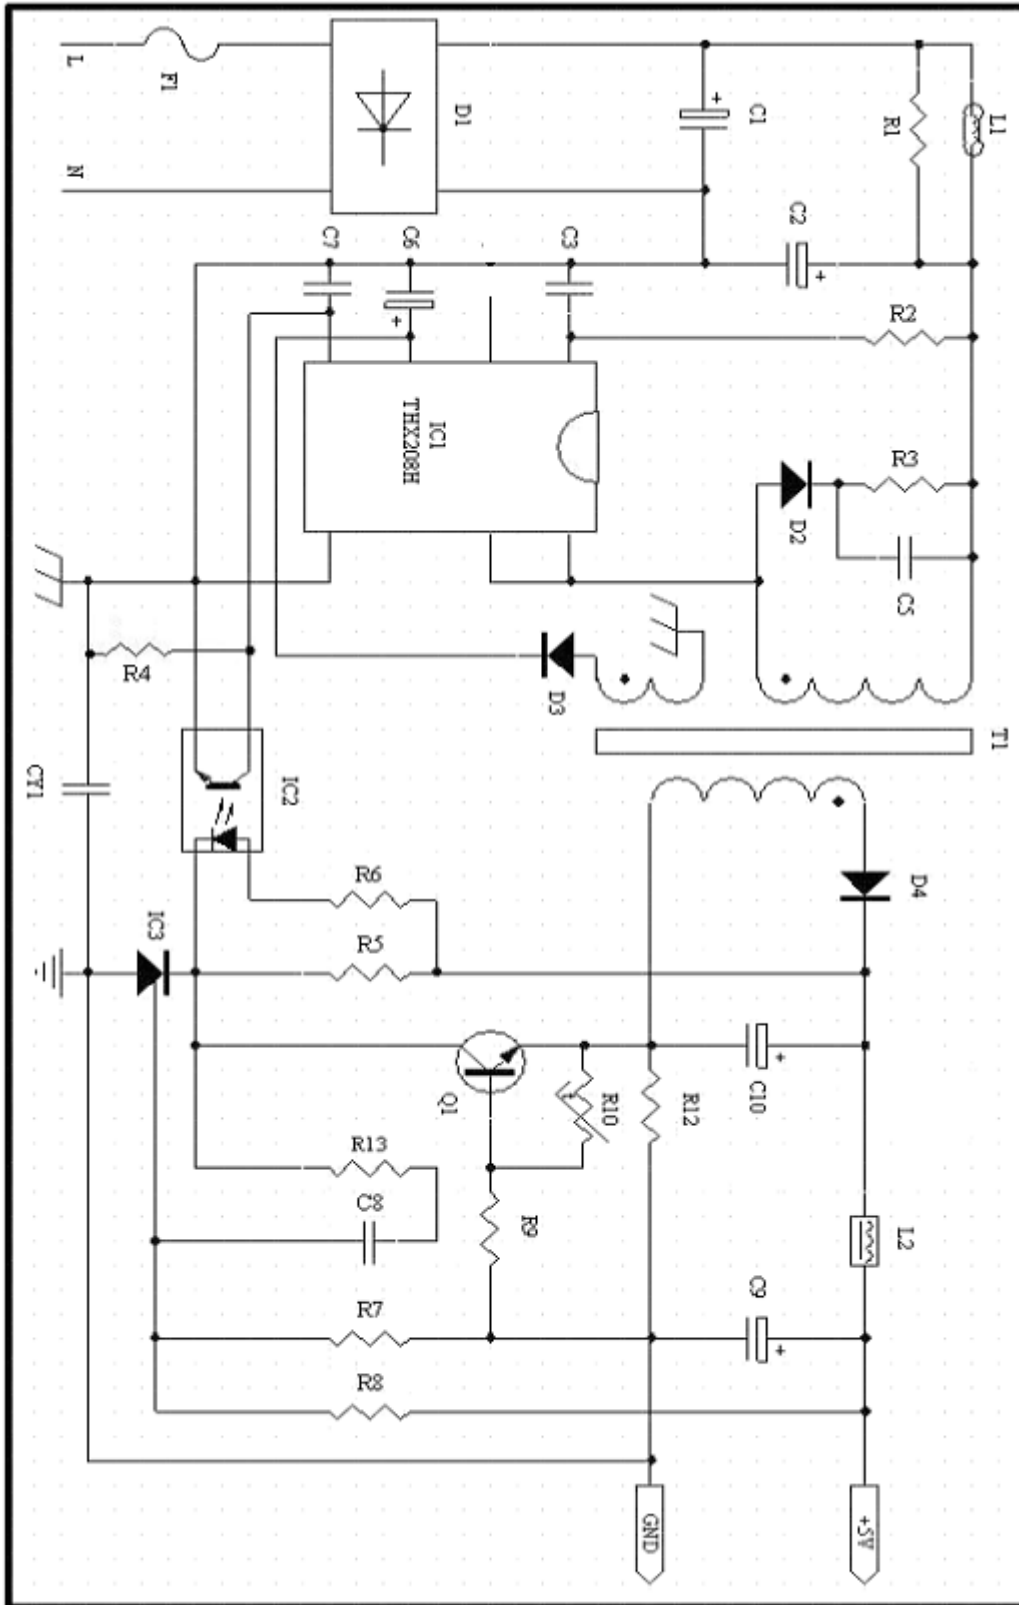 L
F1
D1
C1
R1
L1
N
C7
C6
C3
C2
R2
IC1
THX208H
R3
D2
C5
R4
D3
T1
CY1
IC2
R6
D4
IC3
R5
Q1
R10
R12
C10
R13
C8
R9
L2
C9
R7
R8
GND
+5V
+
+
+
+
+